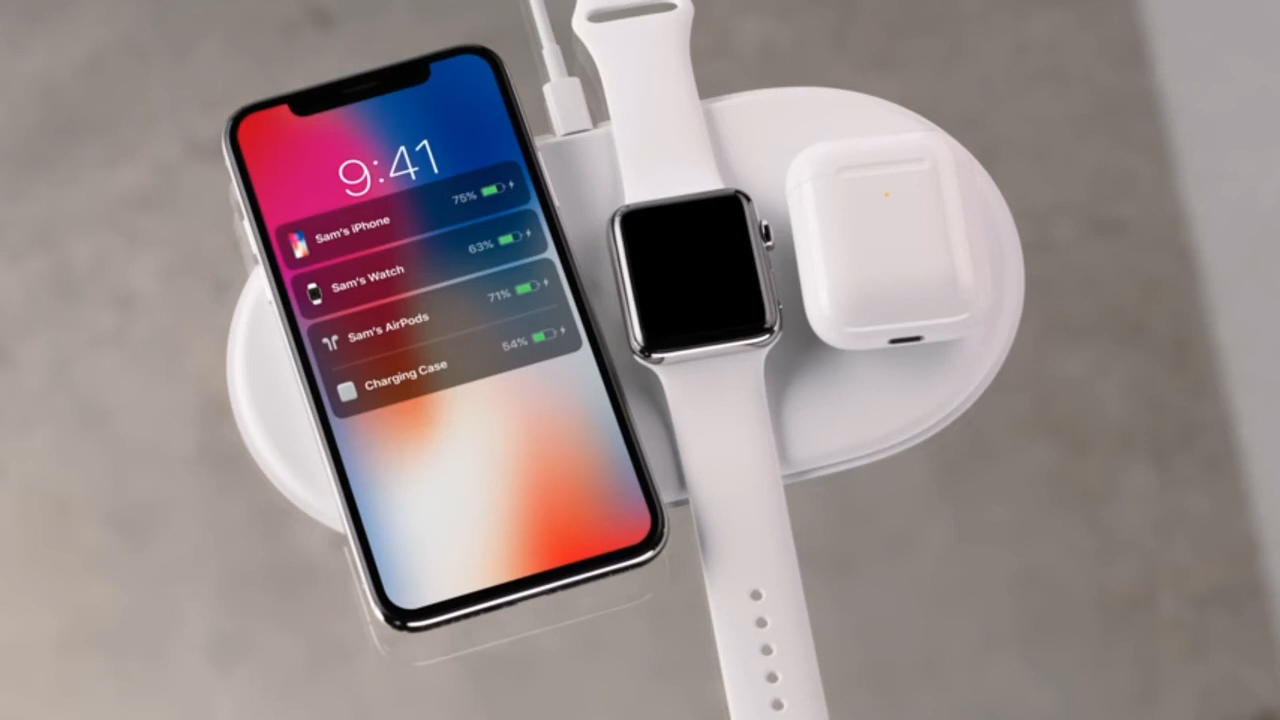 9:41
Sam's iPhone 75%
Sam's Watch 63%
Sam's AirPods 71%
Charging Case 54%